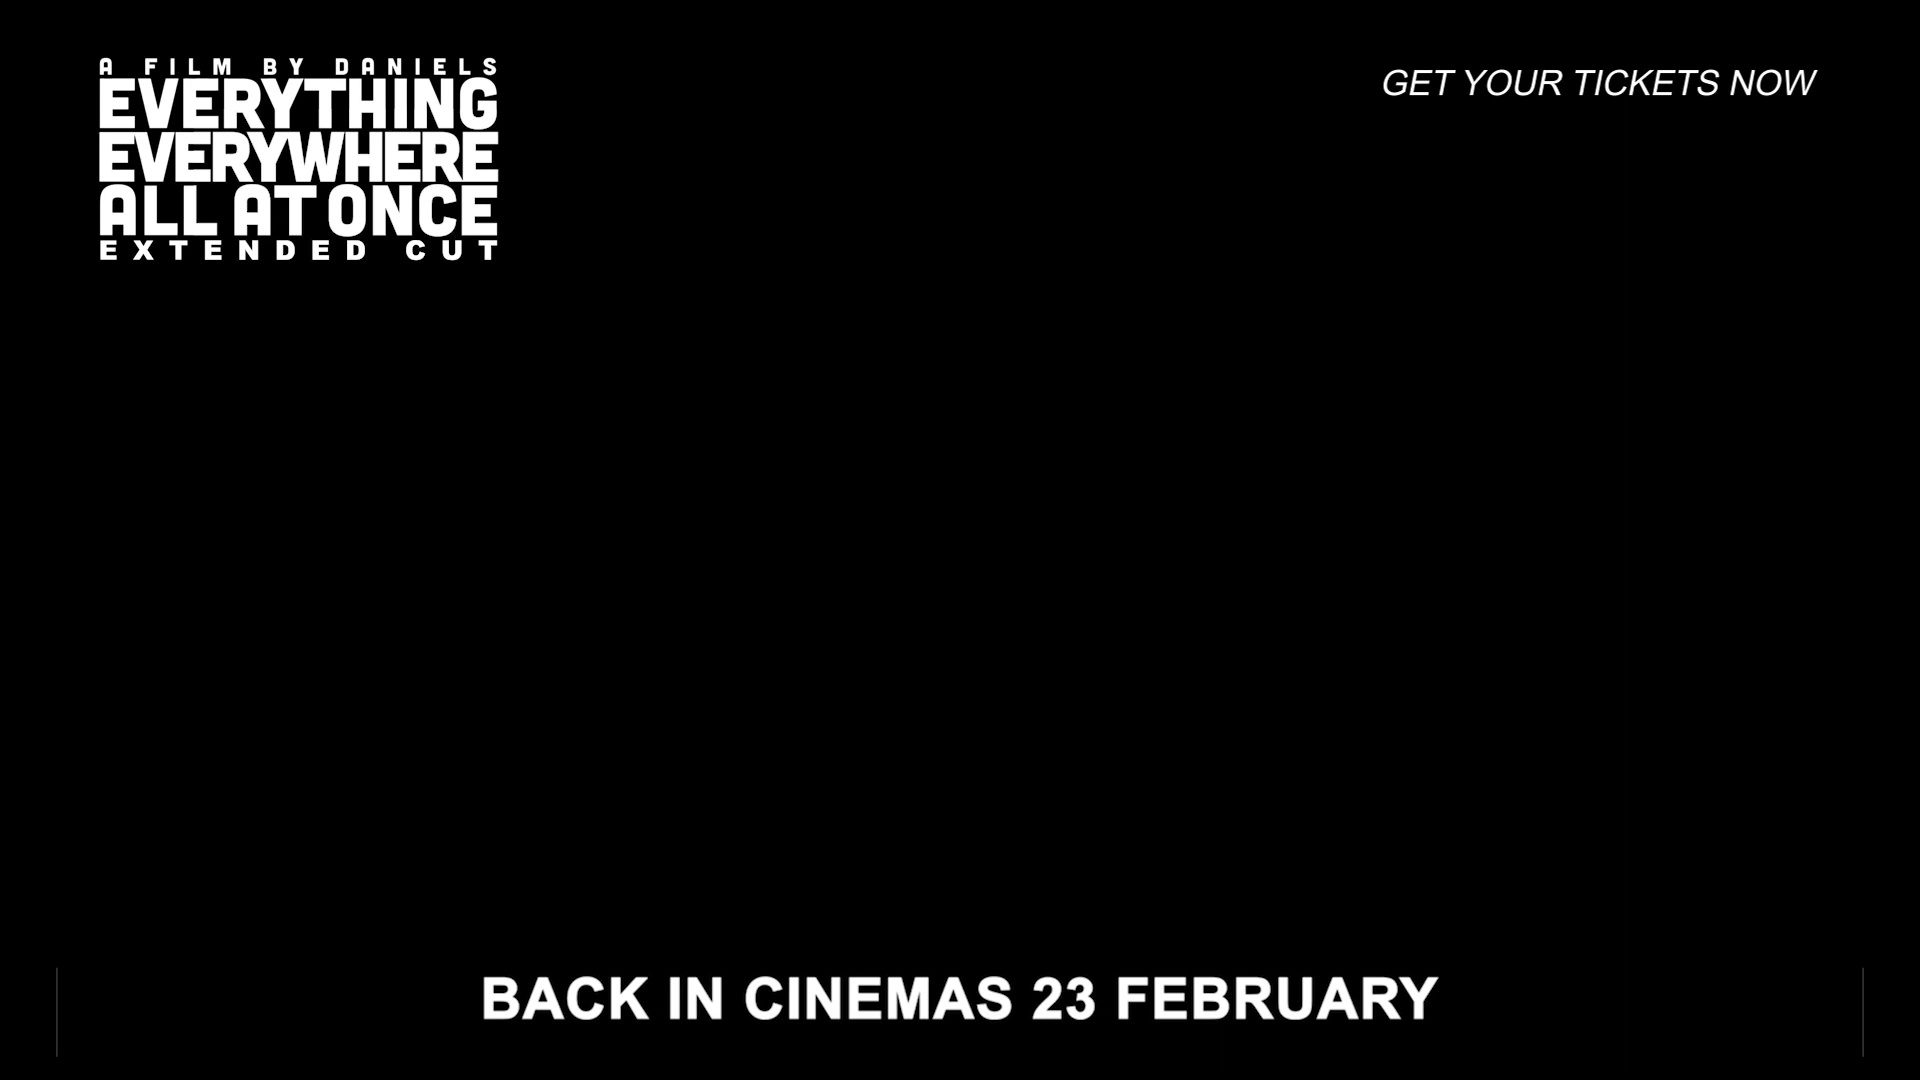 A FILM BY DANIELS
EVERYTHING
EVERYWHERE
ALL AT ONCE
EXTENDED CUT
GET YOUR TICKETS NOW
BACK IN CINEMAS 23 FEBRUARY